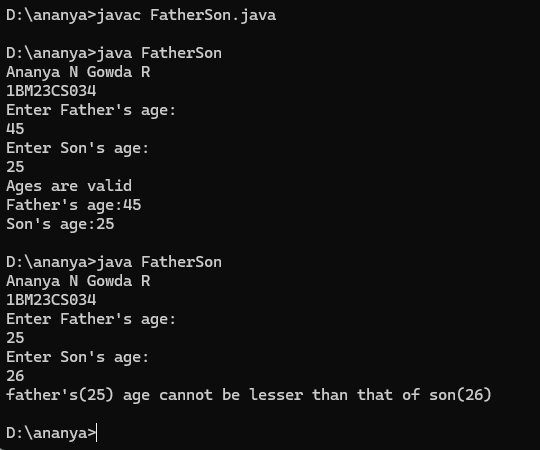 D:\ananya>javac FatherSon.java
D:\ananya>java FatherSon
Ananya N Gowda R
1BM23CS034
Enter Father's age:
45
Enter Son's age:
25
Ages are valid
Father's age:45
Son's age:25
D:\ananya>java FatherSon
Ananya N Gowda R
1BM23CS034
Enter Father's age:
25
Enter Son's age:
26
father's(25) age cannot be lesser than that of son(26)
D:\ananya>